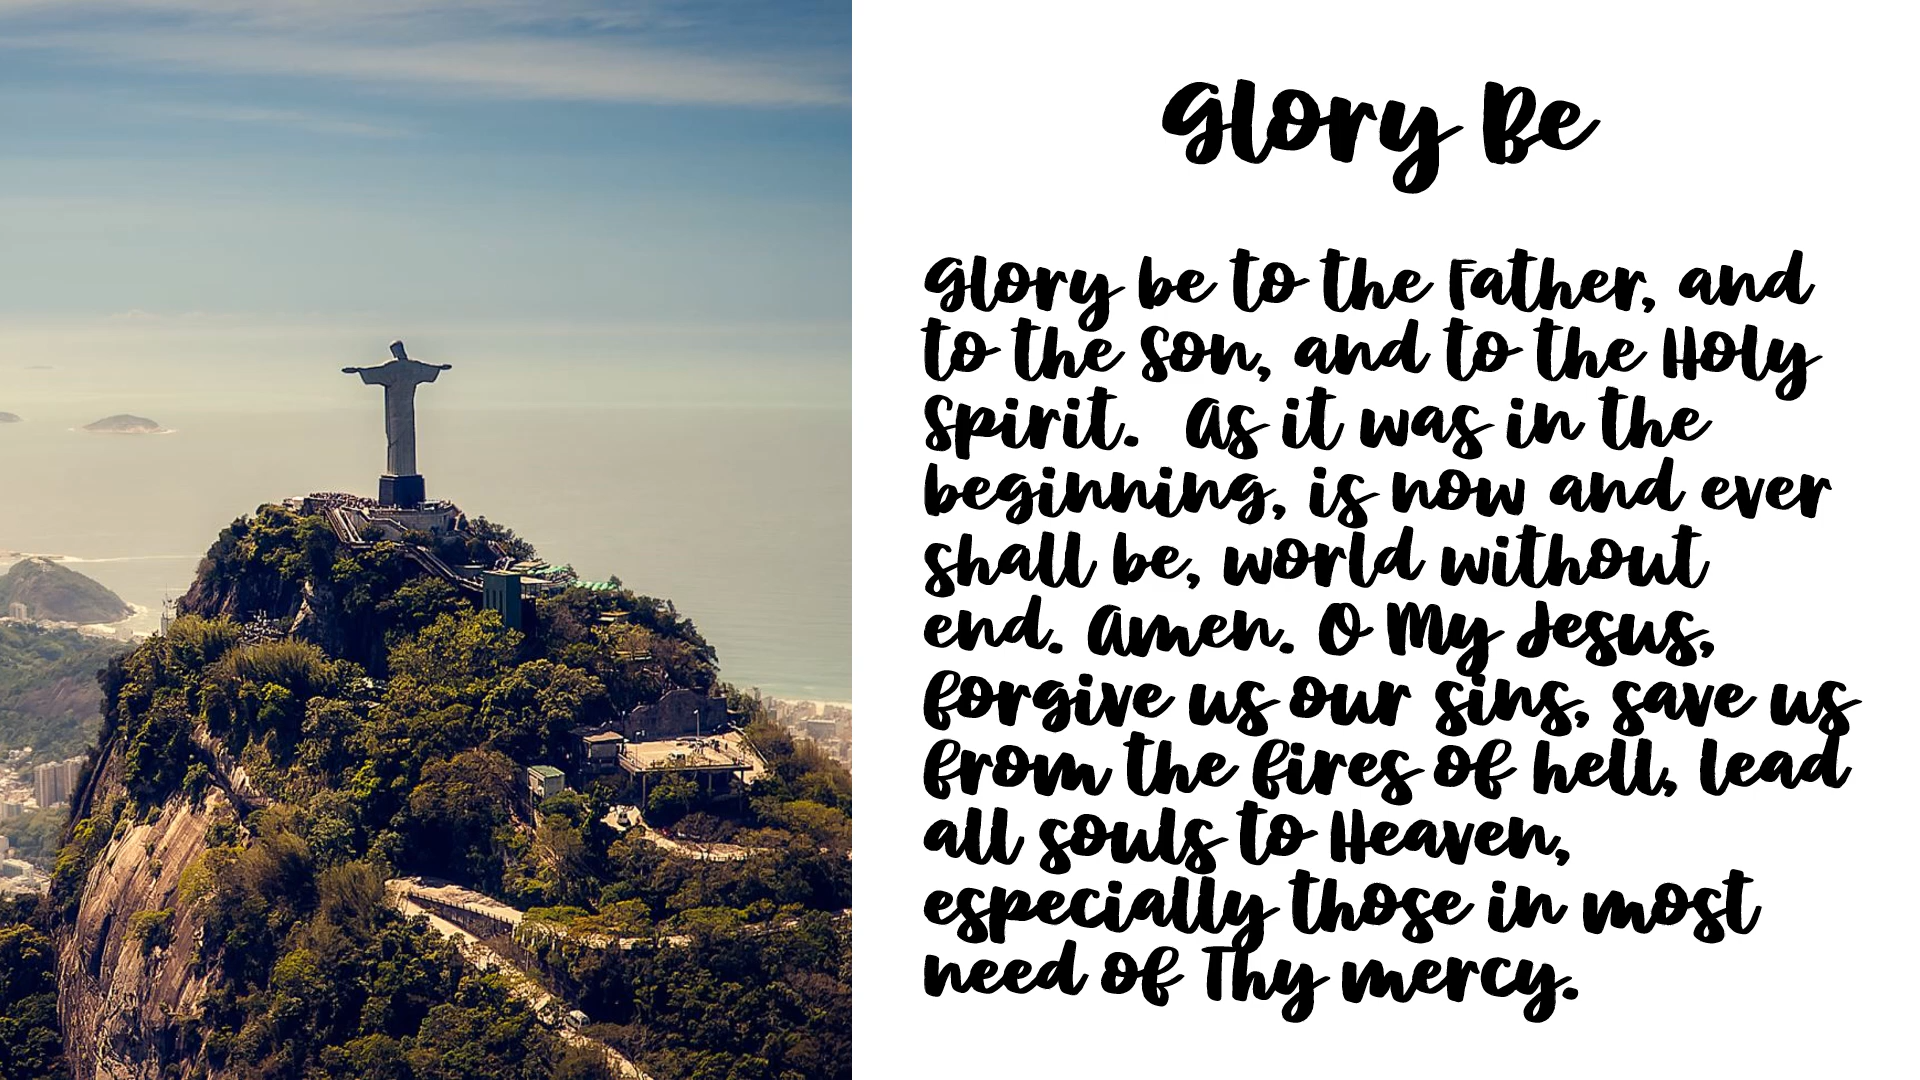 Glory Be
Glory be to the Father, and
to the Son, and to the Holy
Spirit.  As it was in the
beginning, is now and ever
shall be, world without
end. Amen. O My Jesus,
forgive us our sins, save us
from the fires of hell, lead
all souls to Heaven,
especially those in most
need of Thy mercy.